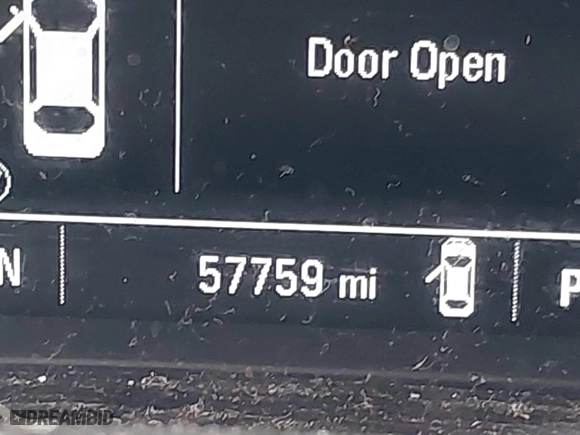 Door Open
N
57759 mi
P
DREAMBID